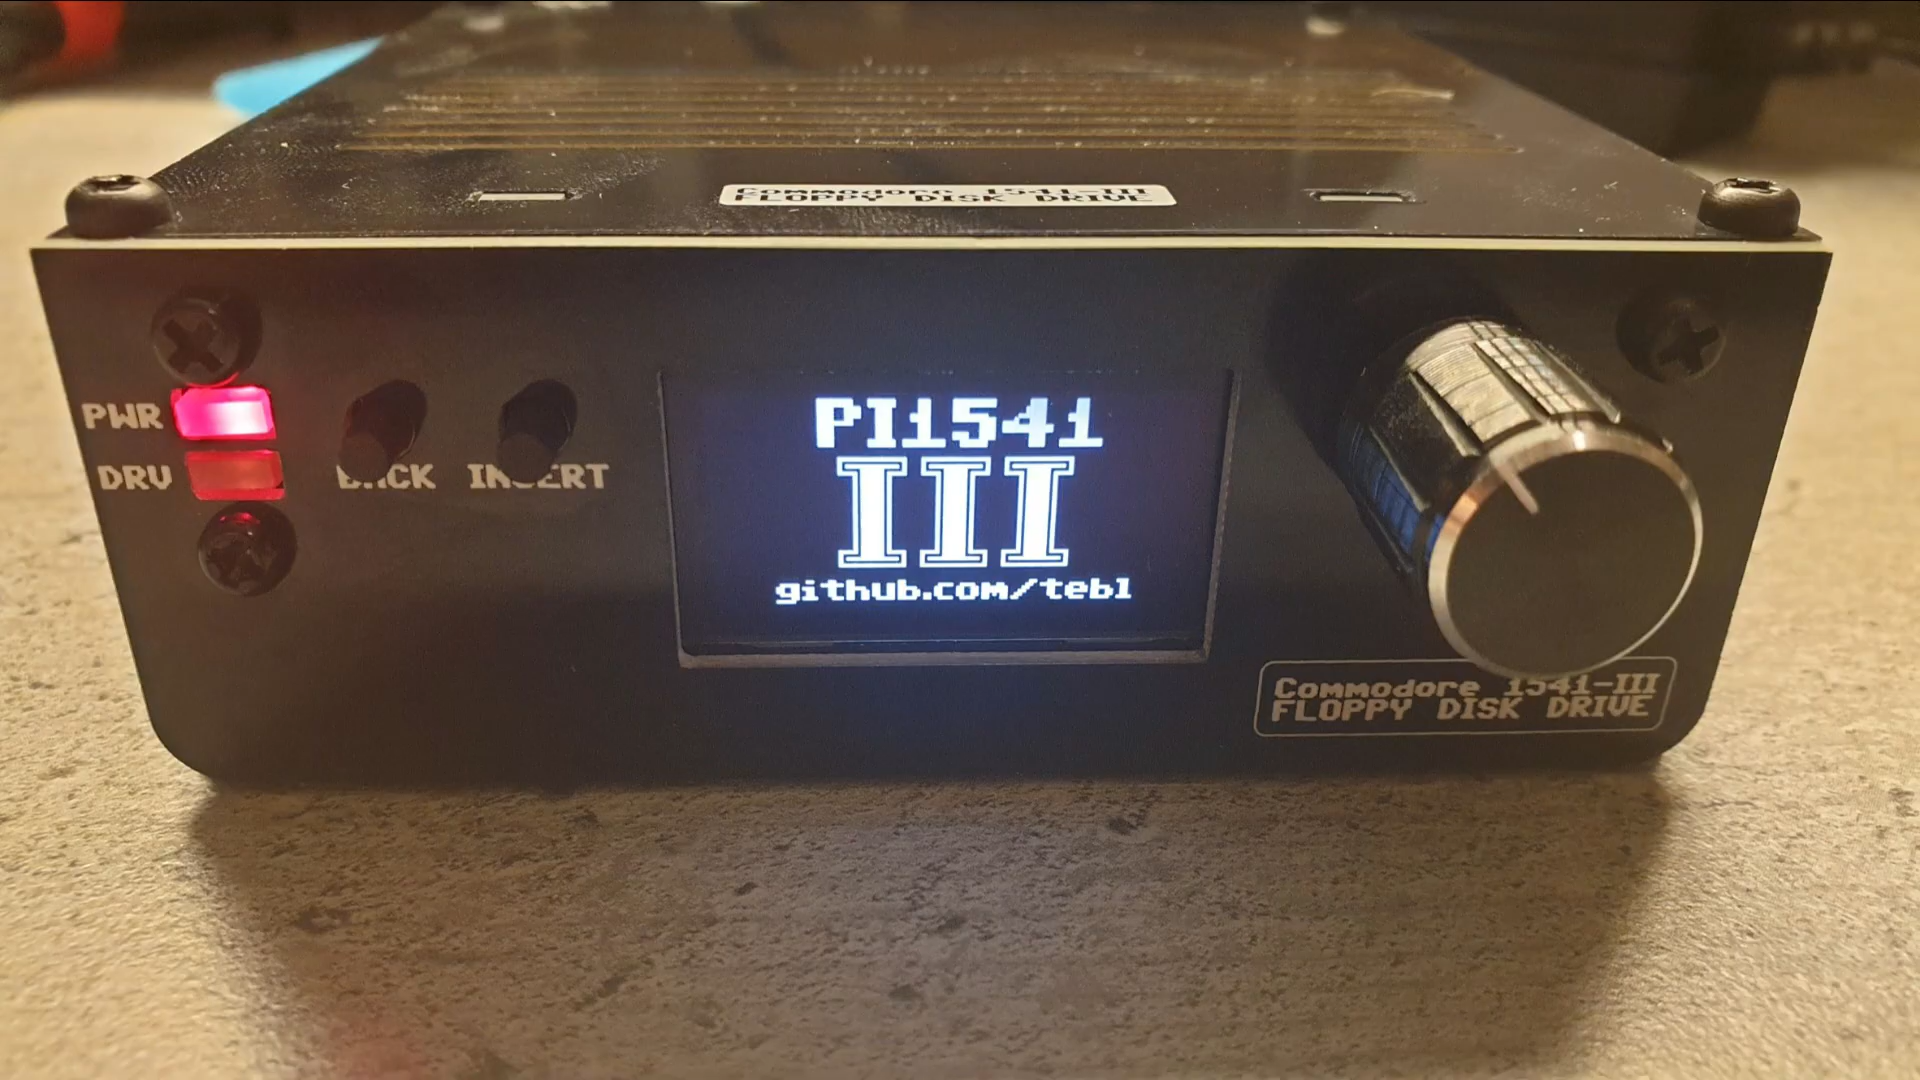 Commodore 1541-III
FLOPPY DISK DRIVE
PWR
DRV
BACK
INSERT
PI1541
III
github.com/tebl
Commodore 1541-III
FLOPPY DISK DRIVE